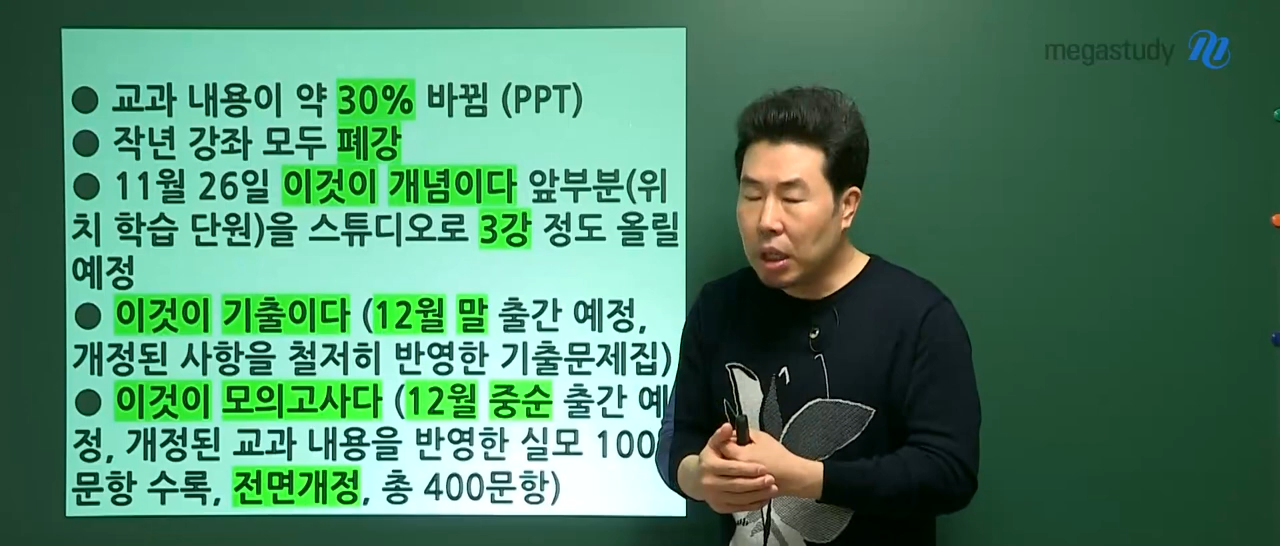 ● 교과 내용이 약 30% 바뀜 (PPT)
● 작년 강좌 모두 폐강
● 11월 26일 이것이 개념이다 앞부분(위
치 학습 단원)을 스튜디오로 3강 정도 올릴
예정
● 이것이 기출이다 (12월 말 출간 예정,
개정된 사항을 철저히 반영한 기출문제집)
● 이것이 모의고사다 (12월 중순 출간 예
정, 개정된 교과 내용을 반영한 실모 100
문항 수록, 전면개정, 총 400문항)
megastudy